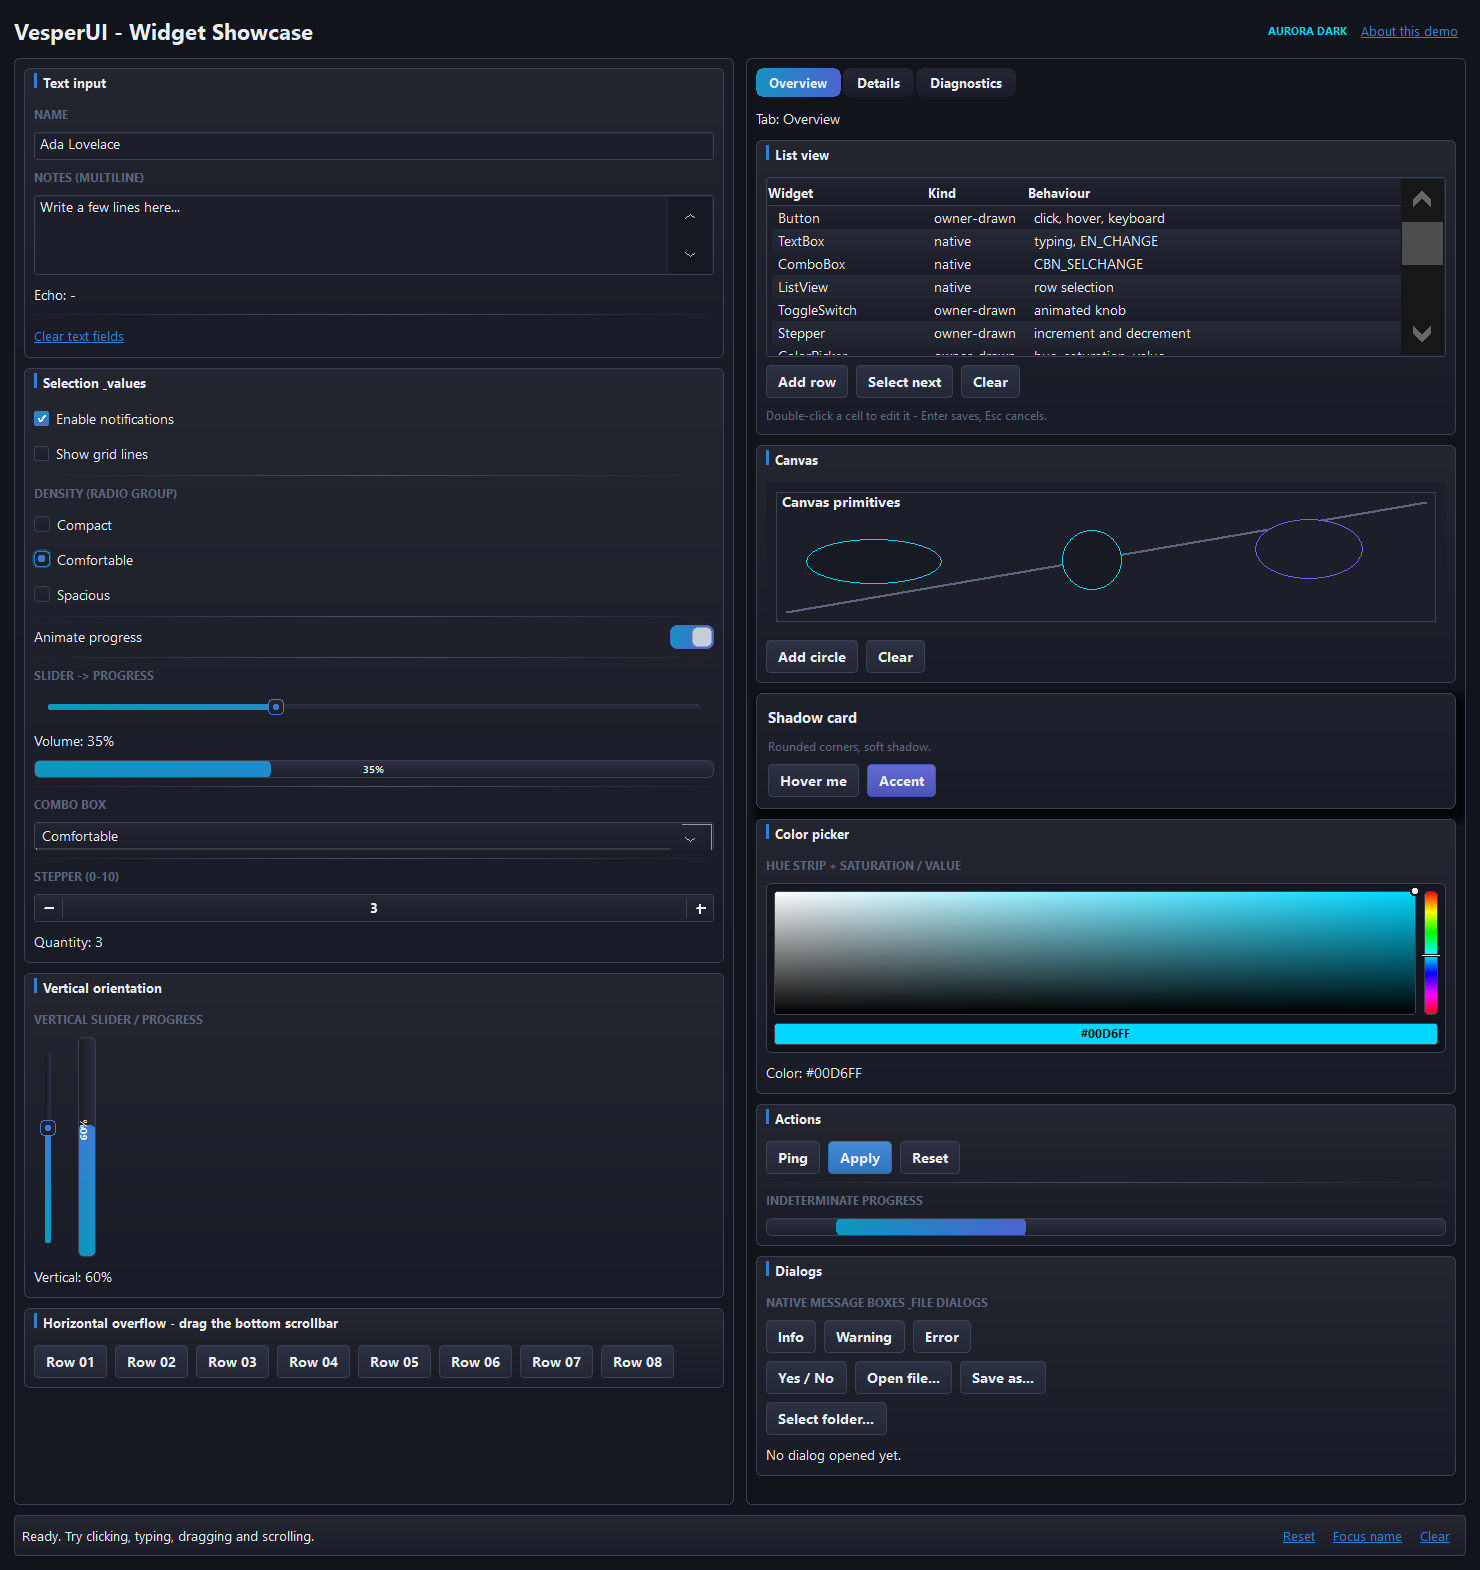 VesperUI - Widget Showcase
AURORA DARK
About this demo
Text input
NAME
Ada Lovelace
NOTES (MULTILINE)
Write a few lines here...
Echo: -
Clear text fields
Selection _values
Enable notifications
Show grid lines
DENSITY (RADIO GROUP)
Compact
Comfortable
Spacious
Animate progress
SLIDER -> PROGRESS
Volume: 35%
35%
COMBO BOX
Comfortable
STEPPER (0-10)
3
Quantity: 3
Vertical orientation
VERTICAL SLIDER / PROGRESS
60%
Vertical: 60%
Horizontal overflow - drag the bottom scrollbar
Row 01 Row 02 Row 03 Row 04 Row 05 Row 06 Row 07 Row 08
Overview Details Diagnostics
Tab: Overview
List view
Widget Kind Behaviour
Button owner-drawn click, hover, keyboard
TextBox native typing, EN_CHANGE
ComboBox native CBN_SELCHANGE
ListView native row selection
ToggleSwitch owner-drawn animated knob
Stepper owner-drawn increment and decrement
ColorPicker owner-drawn hue, saturation, value
Add row Select next Clear
Double-click a cell to edit it - Enter saves, Esc cancels.
Canvas
Canvas primitives
Add circle Clear
Shadow card
Rounded corners, soft shadow.
Hover me Accent
Color picker
HUE STRIP + SATURATION / VALUE
#00D6FF
Color: #00D6FF
Actions
Ping Apply Reset
INDETERMINATE PROGRESS
Dialogs
NATIVE MESSAGE BOXES _FILE DIALOGS
Info Warning Error
Yes / No Open file... Save as...
Select folder...
No dialog opened yet.
Ready. Try clicking, typing, dragging and scrolling.
Reset Focus name Clear